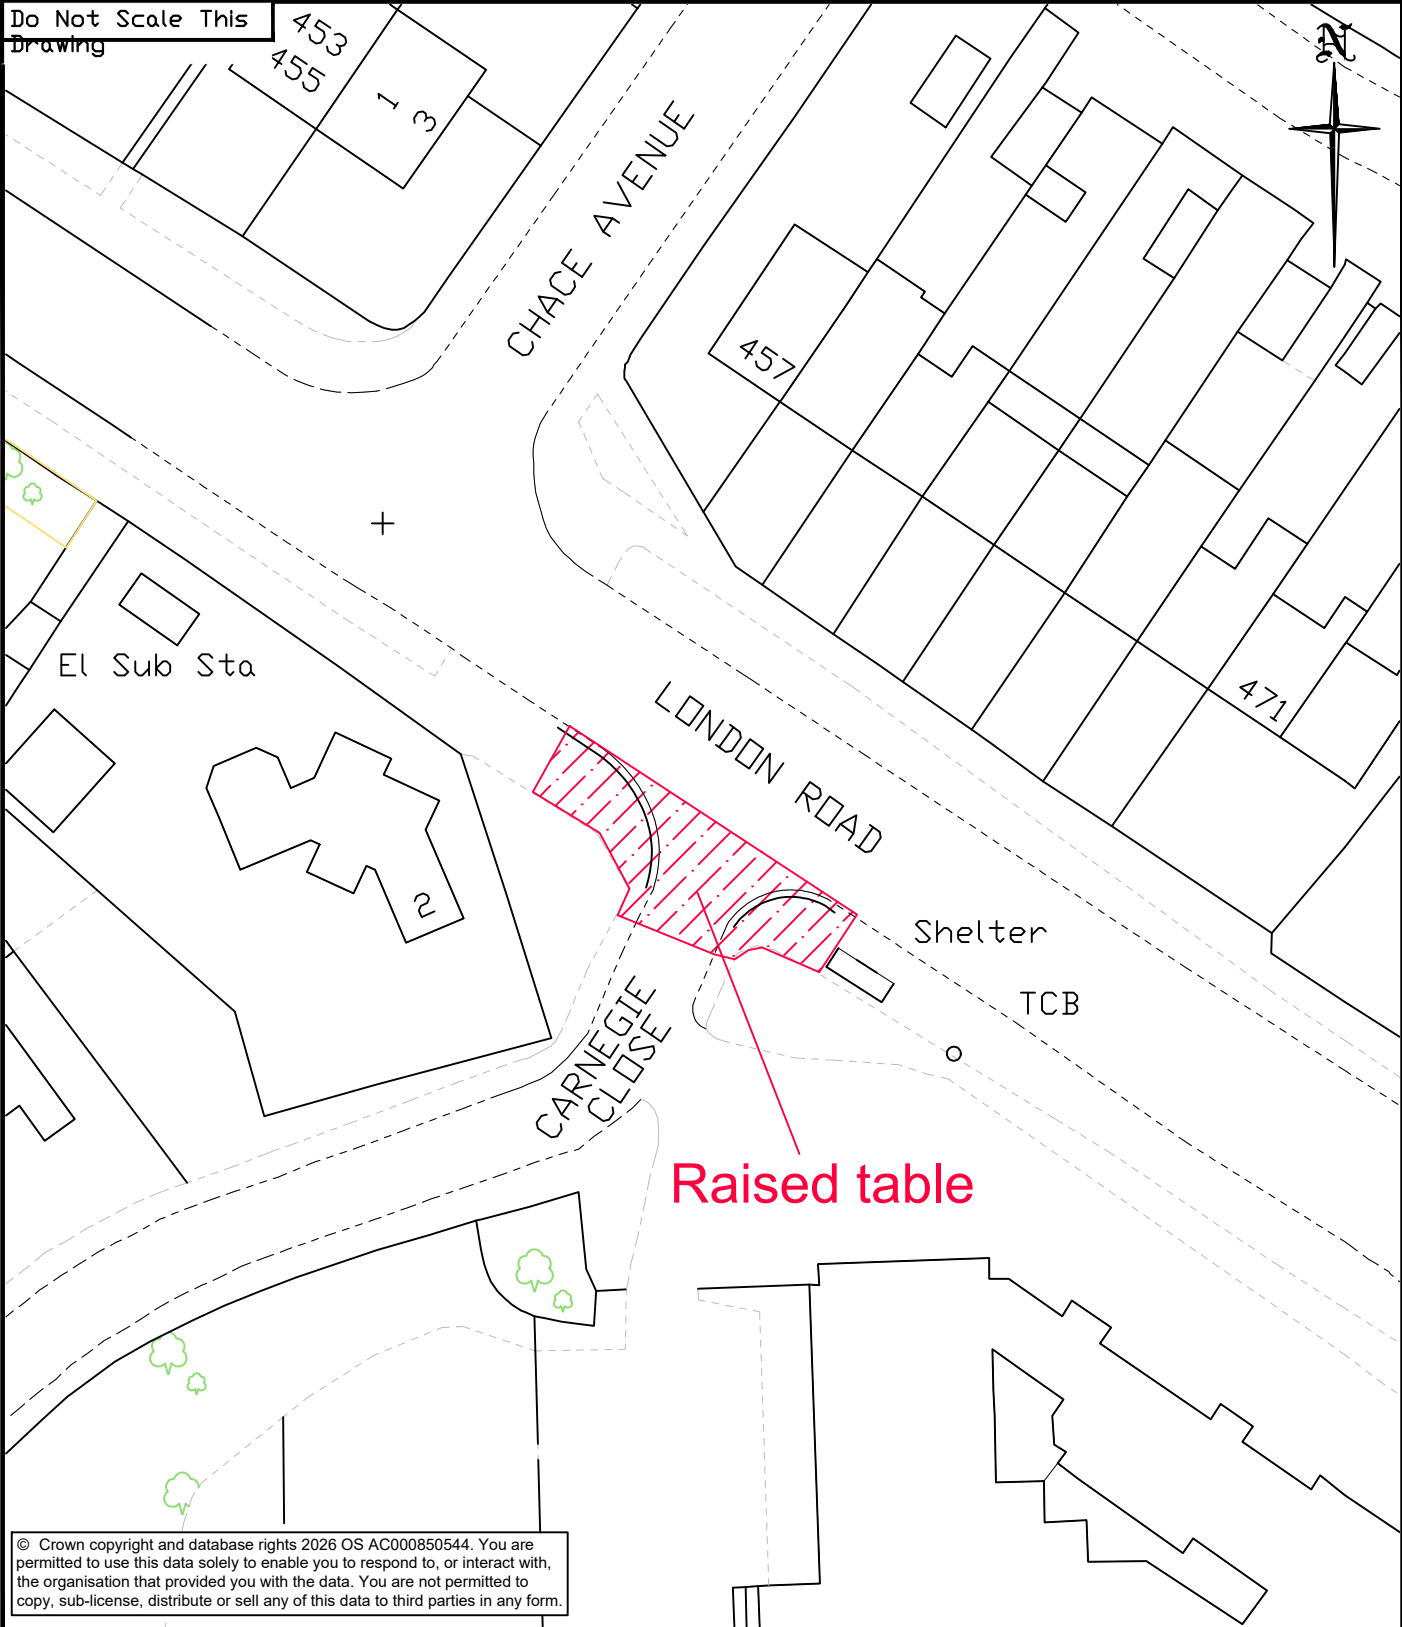 Do Not Scale This
Drawing
453
455
1
3
N
CHACE AVENUE
457
El Sub Sta
471
LONDON ROAD
2
Shelter
TCB
CARNEGIE
CLOSE
Raised table
© Crown copyright and database rights 2026 OS AC000850544. You are
permitted to use this data solely to enable you to respond to, or interact with,
the organisation that provided you with the data. You are not permitted to
copy, sub-license, distribute or sell any of this data to third parties in any form.